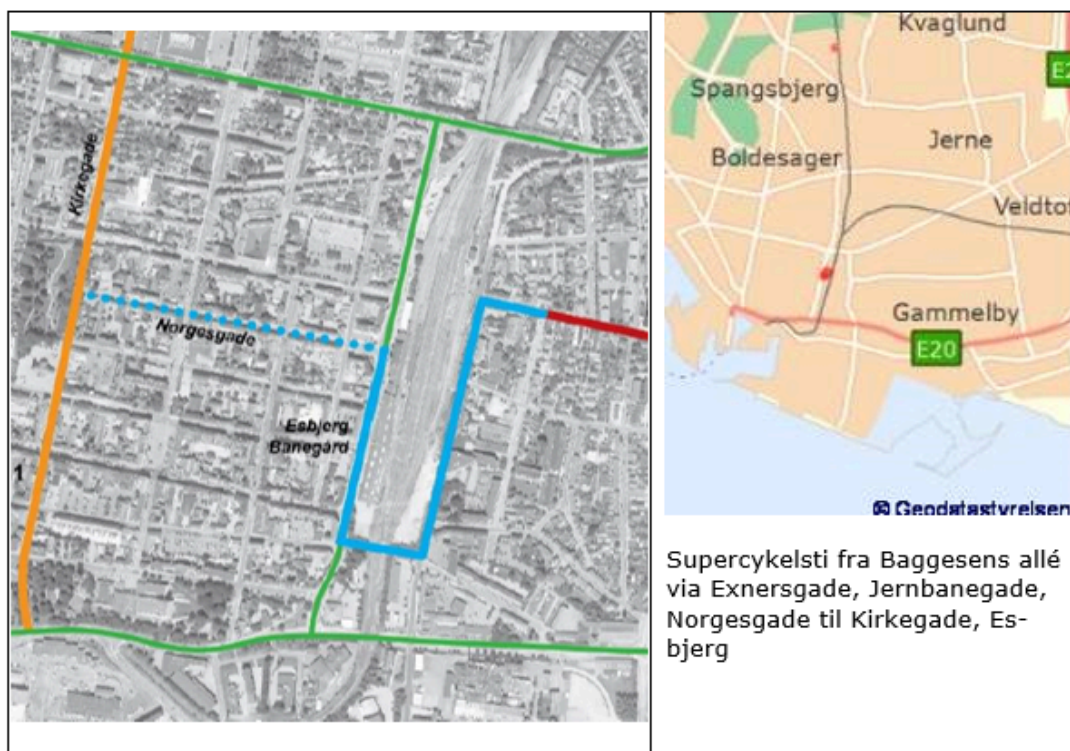 Kirkegade
Norgesgade
Esbjerg
Banegård
1
Kvaglund
Spangsbjerg
Jerne
Boldesager
Gammelby
E20
© Geodatastyrelsen
Supercykelsti fra Baggesens allé
via Exnersgade, Jernbanegade,
Norgesgade til Kirkegade, Es-
bjerg